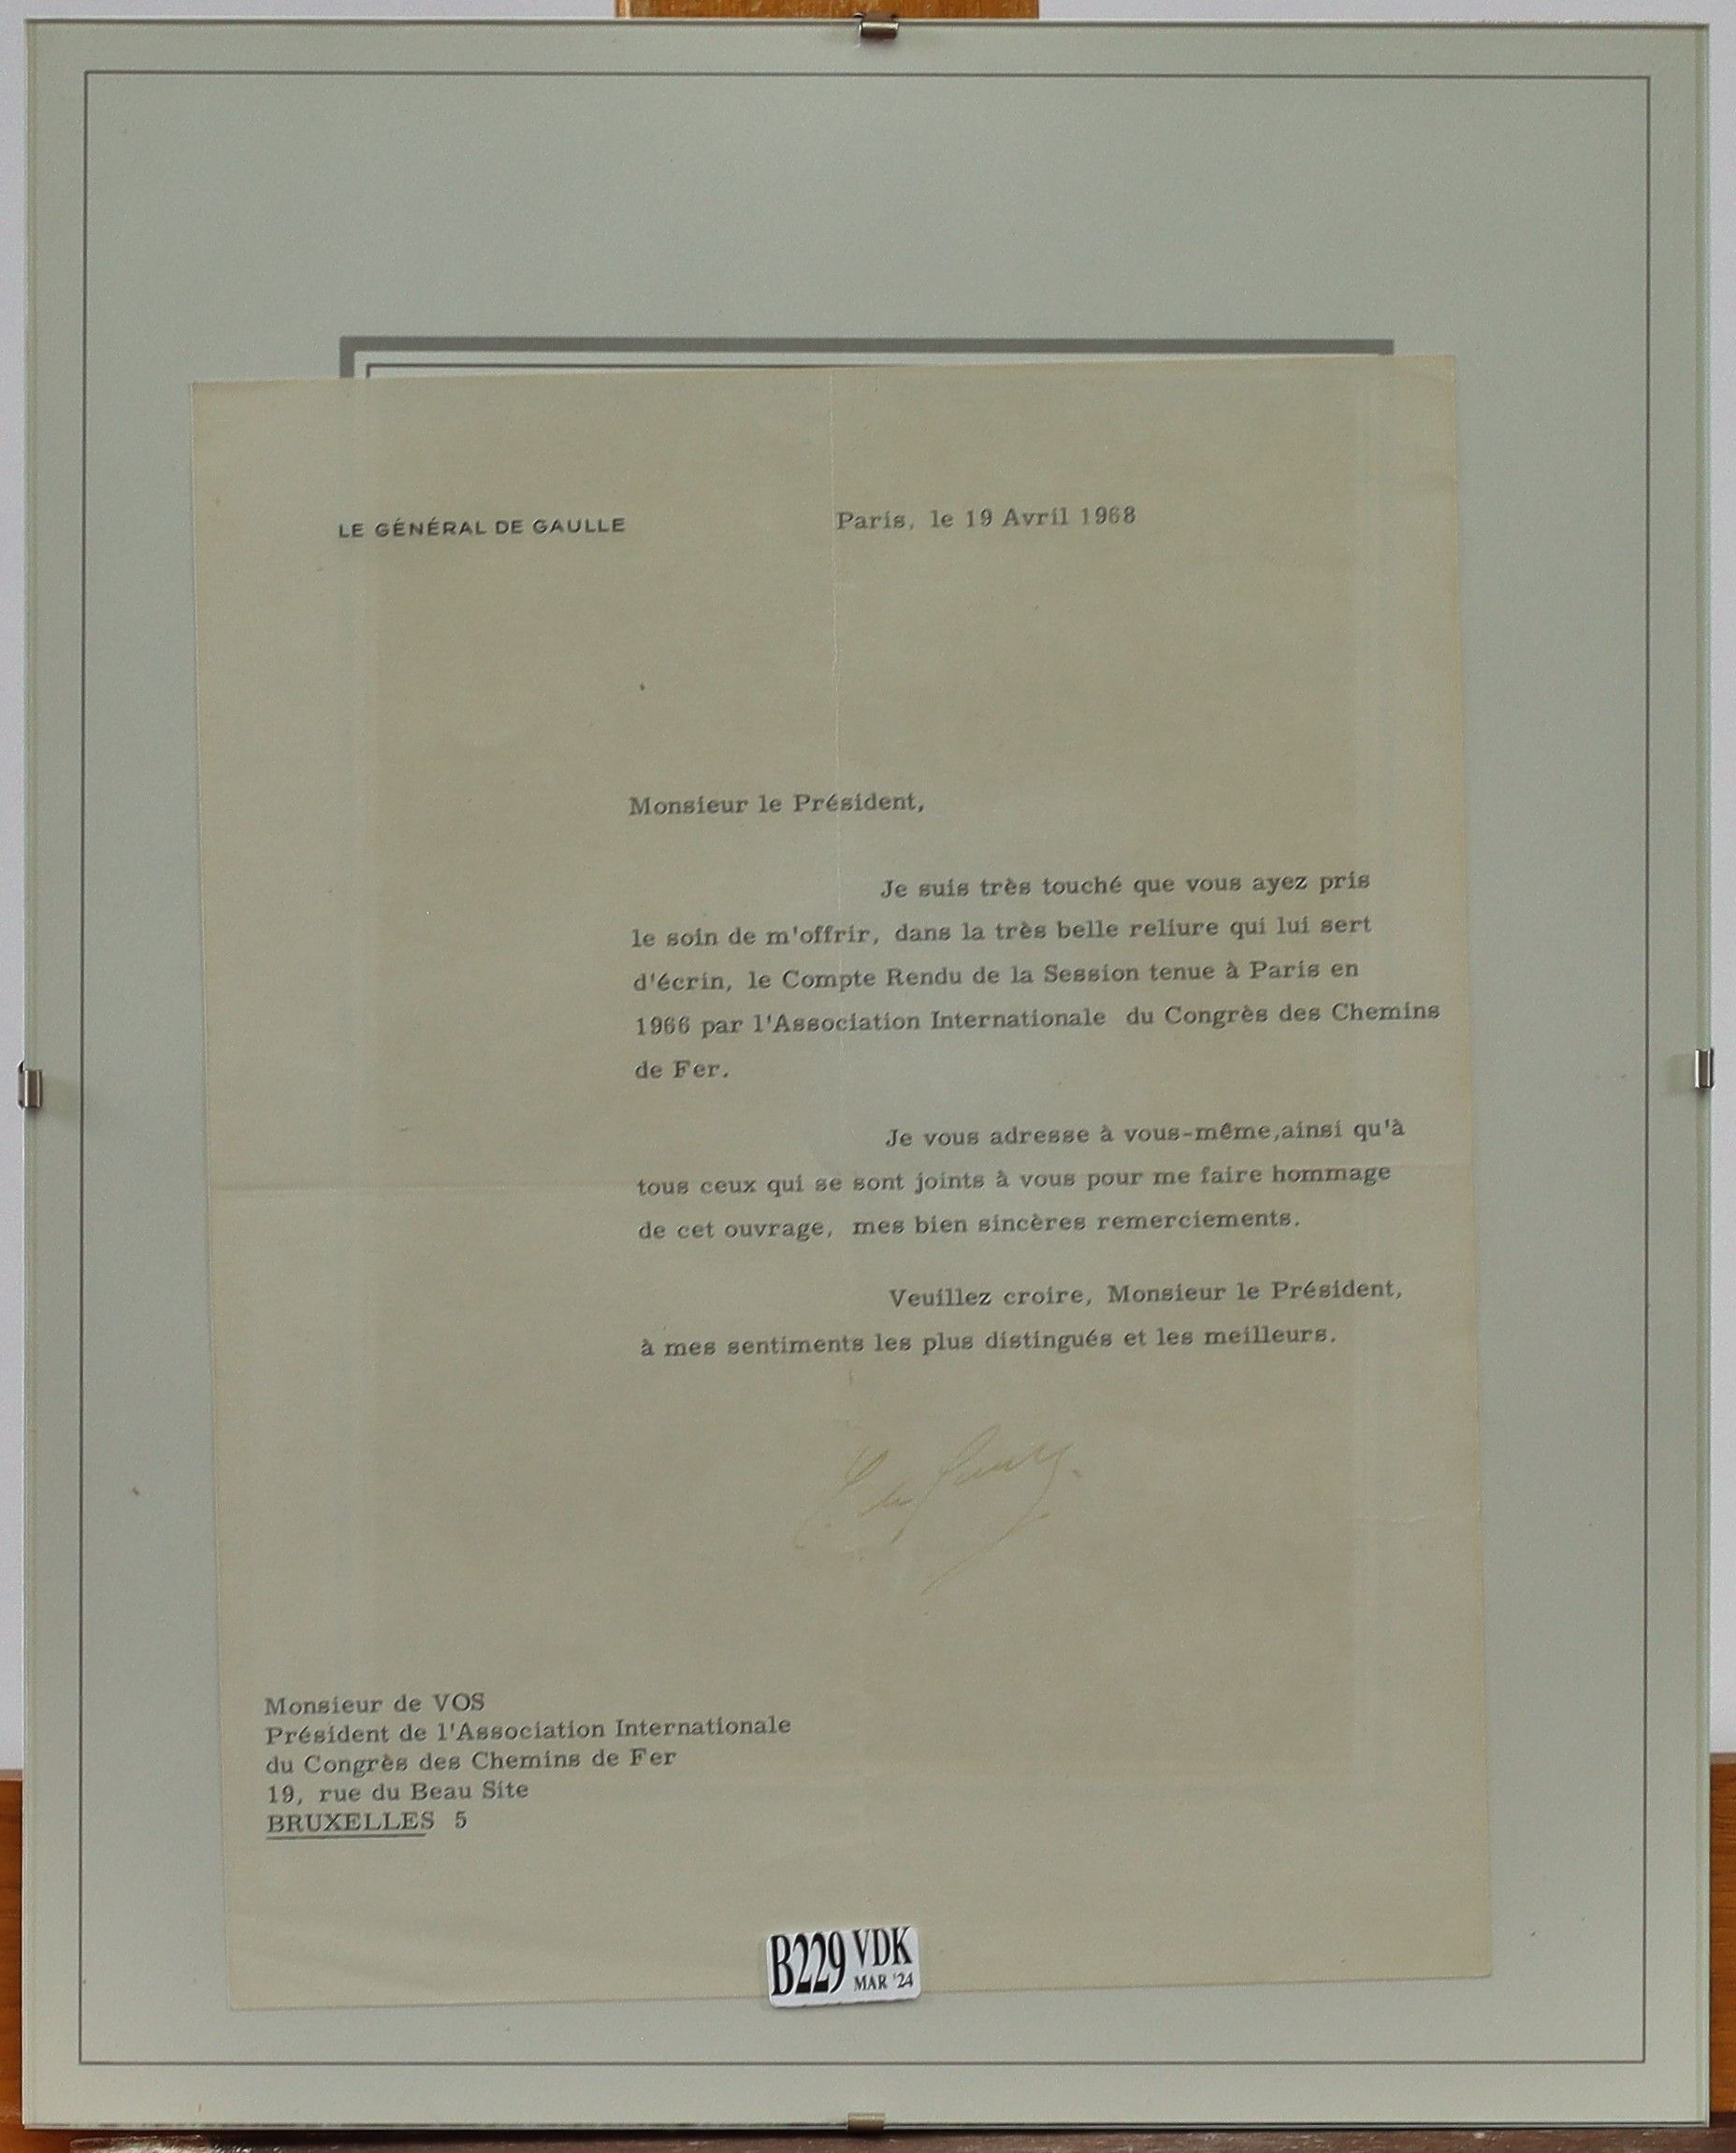 LE GÉNÉRAL DE GAULLE
Paris, le 19 Avril 1968
Monsieur le Président,
Je suis très touché que vous ayez pris
le soin de m'offrir, dans la très belle reliure qui lui sert
d'écrin, le Compte Rendu de la Session tenue à Paris en
1966 par l'Association Internationale du Congrès des Chemins
de Fer.
Je vous adresse à vous-même,ainsi qu'à
tous ceux qui se sont joints à vous pour me faire hommage
de cet ouvrage, mes bien sincères remerciements.
Veuillez croire, Monsieur le Président,
à mes sentiments les plus distingués et les meilleurs.
Monsieur de VOS
Président de l'Association Internationale
du Congrès des Chemins de Fer
19, rue du Beau Site
BRUXELLES 5
B229 VDK
MAR '24